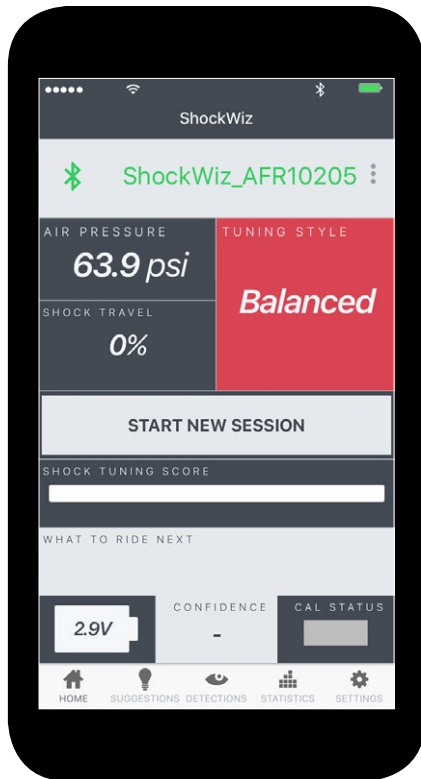 ShockWiz
ShockWiz_AFR10205
AIR PRESSURE
63.9 psi
TUNING STYLE
Balanced
SHOCK TRAVEL
0%
START NEW SESSION
SHOCK TUNING SCORE
WHAT TO RIDE NEXT
2.9V
CONFIDENCE
-
CAL STATUS
HOME SUGGESTIONS DETECTIONS STATISTICS SETTINGS